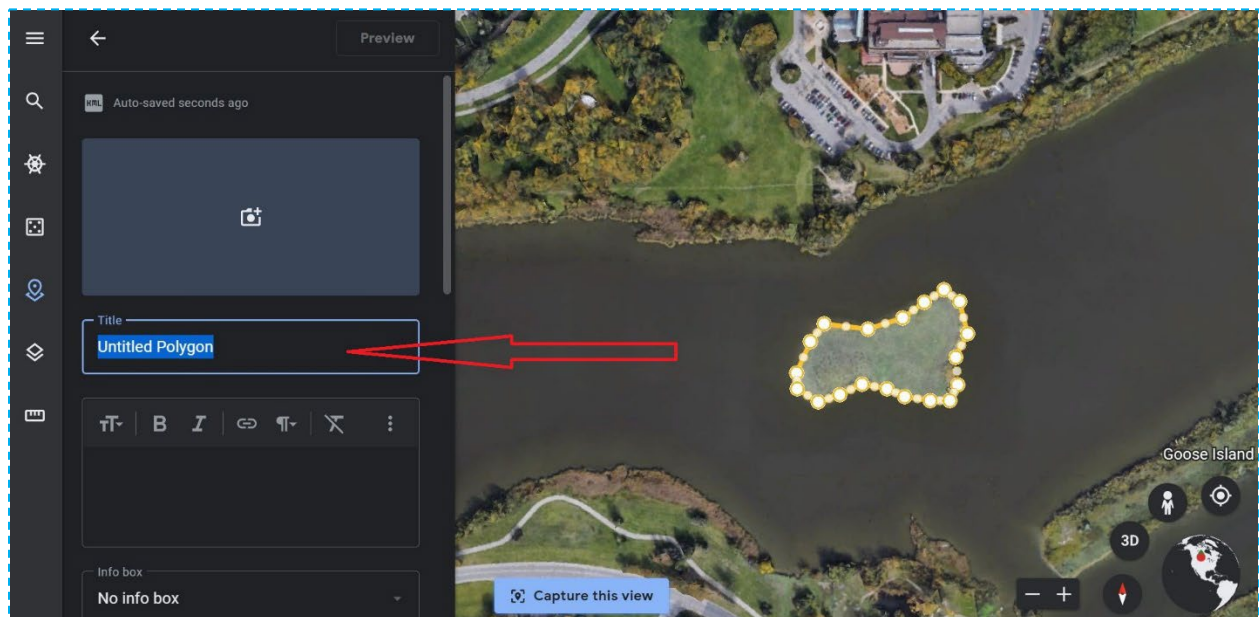 Preview
KML Auto-saved seconds ago
Title
Untitled Polygon
TT B I T
Info box
No info box
Capture this view
Goose Island
3D